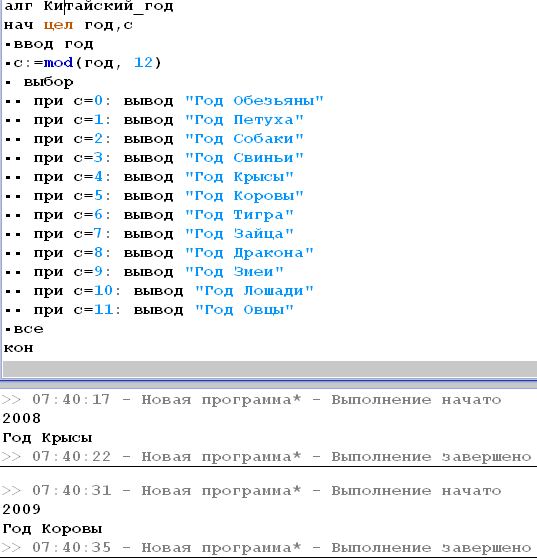 алг Китайский_год
нач цел год,с
ввод год
с:=mod(год, 12)
выбор
при с=0: вывод "Год Обезьяны"
при с=1: вывод "Год Петуха"
при с=2: вывод "Год Собаки"
при с=3: вывод "Год Свиньи"
при с=4: вывод "Год Крысы"
при с=5: вывод "Год Коровы"
при с=6: вывод "Год Тигра"
при с=7: вывод "Год Зайца"
при с=8: вывод "Год Дракона"
при с=9: вывод "Год Змеи"
при с=10: вывод "Год Лошади"
при с=11: вывод "Год Овцы"
все
кон
>> 07:40:17 - Новая программа* - Выполнение начато
2008
Год Крысы
>> 07:40:22 - Новая программа* - Выполнение завершено
>> 07:40:31 - Новая программа* - Выполнение начато
2009
Год Коровы
>> 07:40:35 - Новая программа* - Выполнение завершено